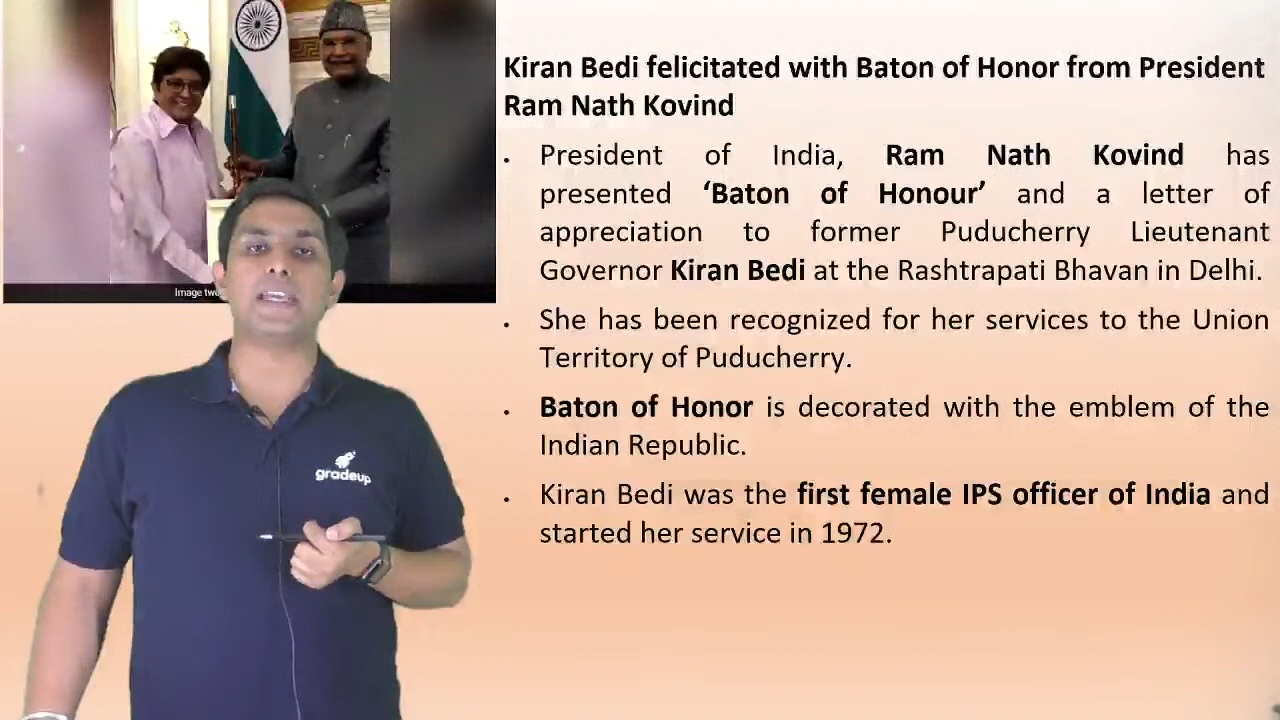 Kiran Bedi felicitated with Baton of Honor from President
Ram Nath Kovind
• President of India, Ram Nath Kovind has
presented ‘Baton of Honour’ and a letter of
appreciation to former Puducherry Lieutenant
Governor Kiran Bedi at the Rashtrapati Bhavan in Delhi.
• She has been recognized for her services to the Union
Territory of Puducherry.
• Baton of Honor is decorated with the emblem of the
Indian Republic.
• Kiran Bedi was the first female IPS officer of India and
started her service in 1972.
Image
gradeup